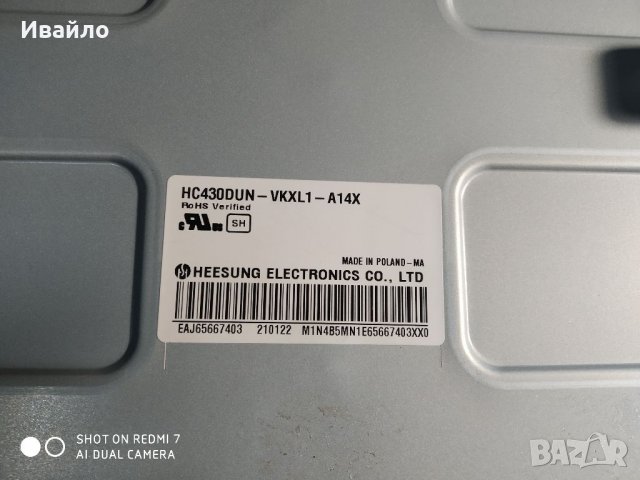 Ивайло
HC430DUN-VKXL1-A14X
RoHS Verified
SH
MADE IN POLAND-MA
HEESUNG ELECTRONICS CO., LTD
EAJ65667403 210122 M1N4B5MN1E65667403XX0
SHOT ON REDMI 7
AI DUAL CAMERA
BAZAR